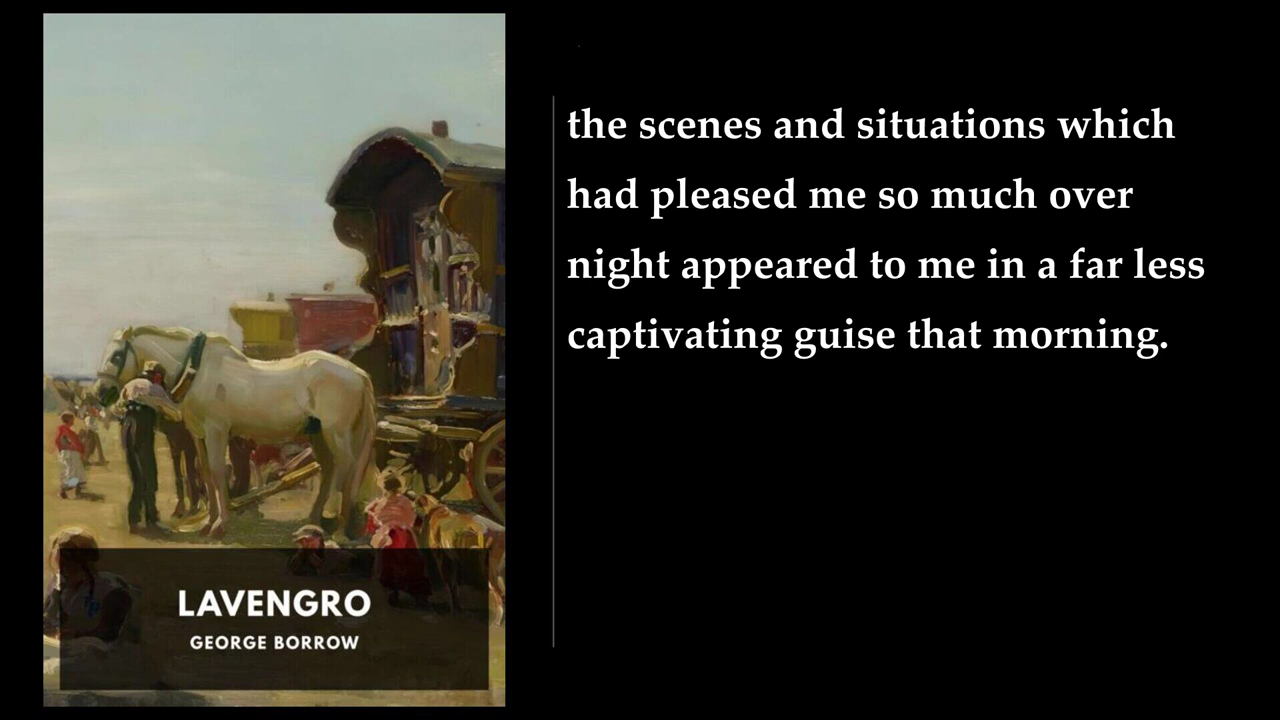 the scenes and situations which
had pleased me so much over
night appeared to me in a far less
captivating guise that morning.
LAVENGRO
GEORGE BORROW